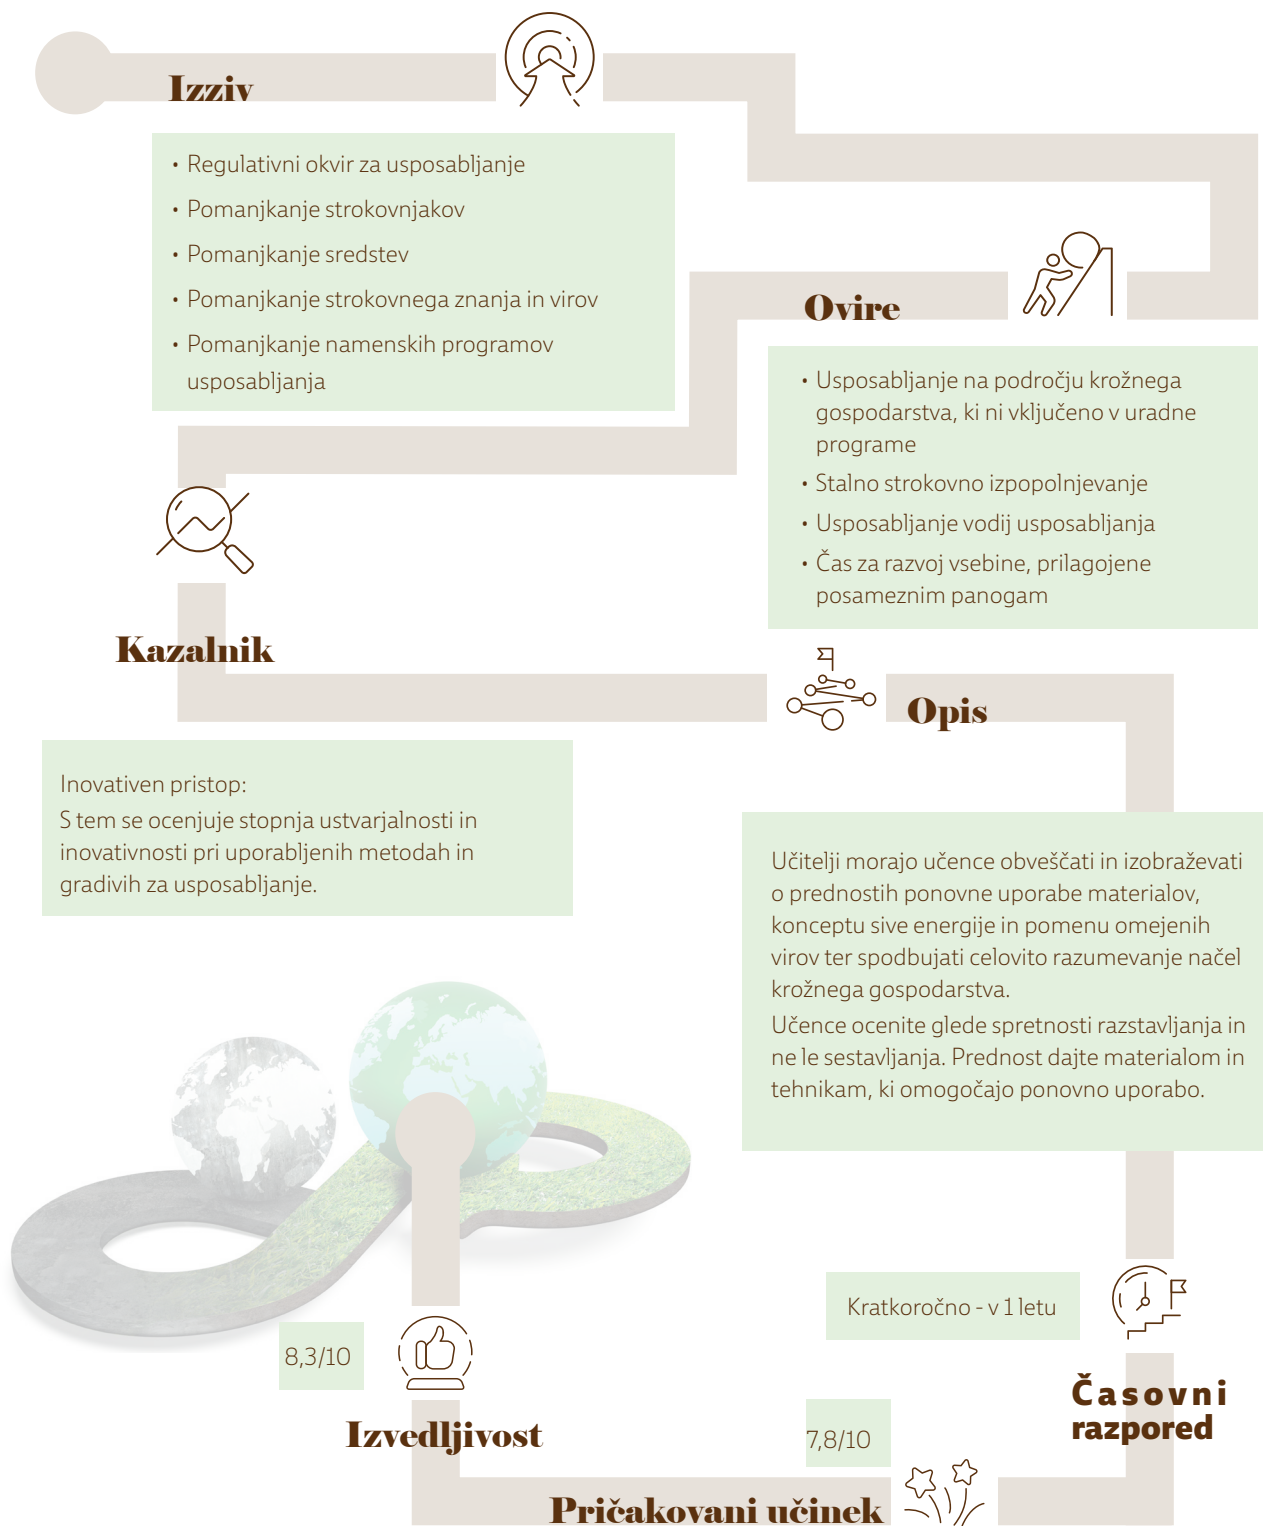 Izziv
• Regulativni okvir za usposabljanje
• Pomanjkanje strokovnjakov
• Pomanjkanje sredstev
• Pomanjkanje strokovnega znanja in virov
• Pomanjkanje namenskih programov
usposabljanja
Ovire
• Usposabljanje na področju krožnega
gospodarstva, ki ni vključeno v uradne
programe
• Stalno strokovno izpopolnjevanje
• Usposabljanje vodij usposabljanja
• Čas za razvoj vsebine, prilagojene
posameznim panogam
Kazalnik
Inovativen pristop:
S tem se ocenjuje stopnja ustvarjalnosti in
inovativnosti pri uporabljenih metodah in
gradivih za usposabljanje.
Opis
Učitelji morajo učence obveščati in izobraževati
o prednostih ponovne uporabe materialov,
konceptu sive energije in pomenu omejenih
virov ter spodbujati celovito razumevanje načel
krožnega gospodarstva.
Učence ocenite glede spretnosti razstavljanja in
ne le sestavljanja. Prednost dajte materialom in
tehnikam, ki omogočajo ponovno uporabo.
Kratkoročno - v 1 letu
Časovni
razpored
7,8/10
Pričakovani učinek
8,3/10
Izvedljivost